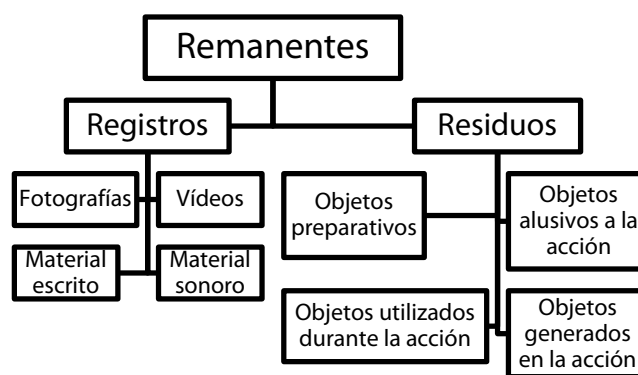 Remanentes
Registros
Residuos
Fotografías
Vídeos
Material
escrito
Material
sonoro
Objetos
preparativos
Objetos
alusivos a la
acción
Objetos utilizados
durante la acción
Objetos
generados
en la acción